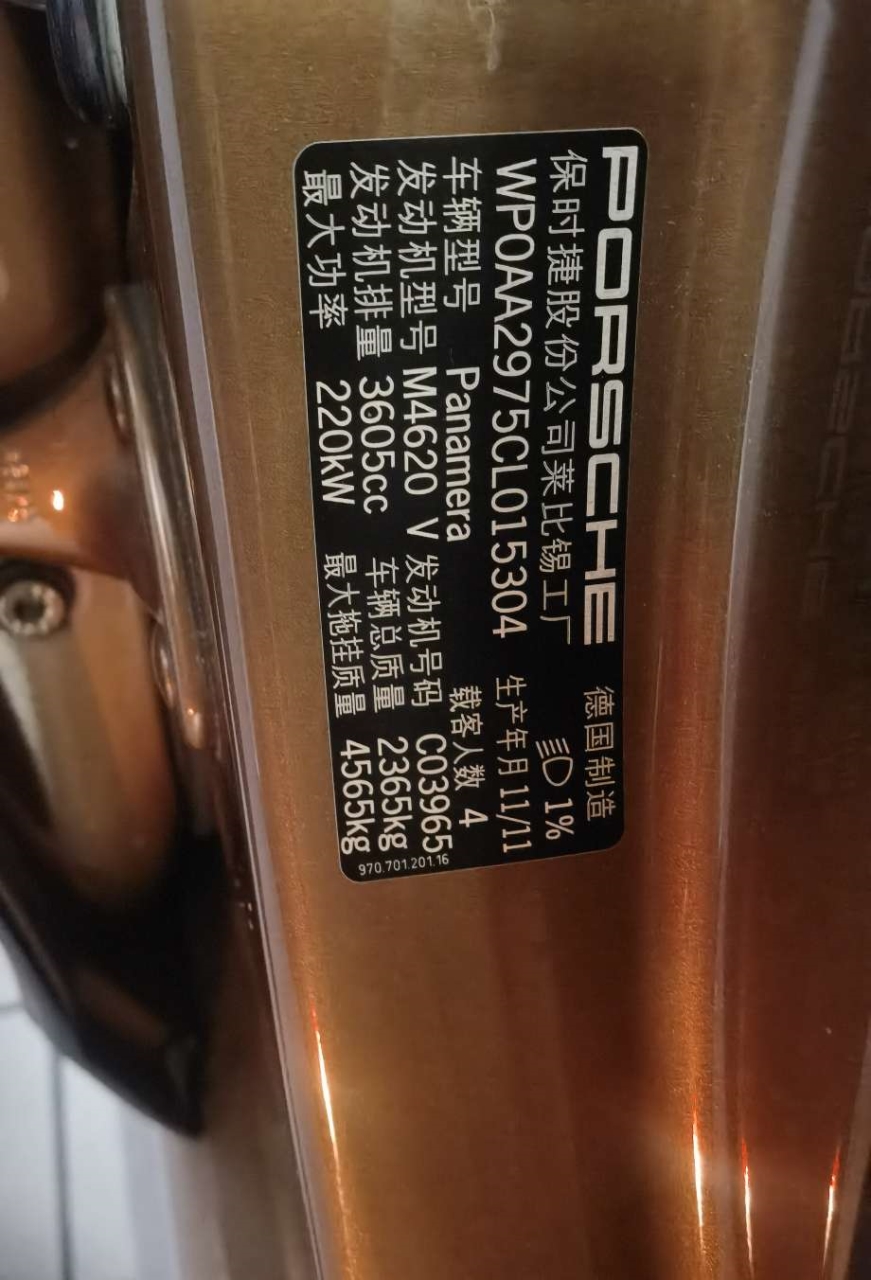 PORSCHE 德国制造
保时捷股份公司莱比锡工厂 1%
WP0AA2975CL015304 生产年月 11/11
车辆型号 Panamera 载客人数 4
发动机型号 M4620 V 发动机号码 C03965
发动机排量 3605cc 车辆总质量 2365kg
最大功率 220kW 最大拖挂质量 4565kg
970.701.201.16